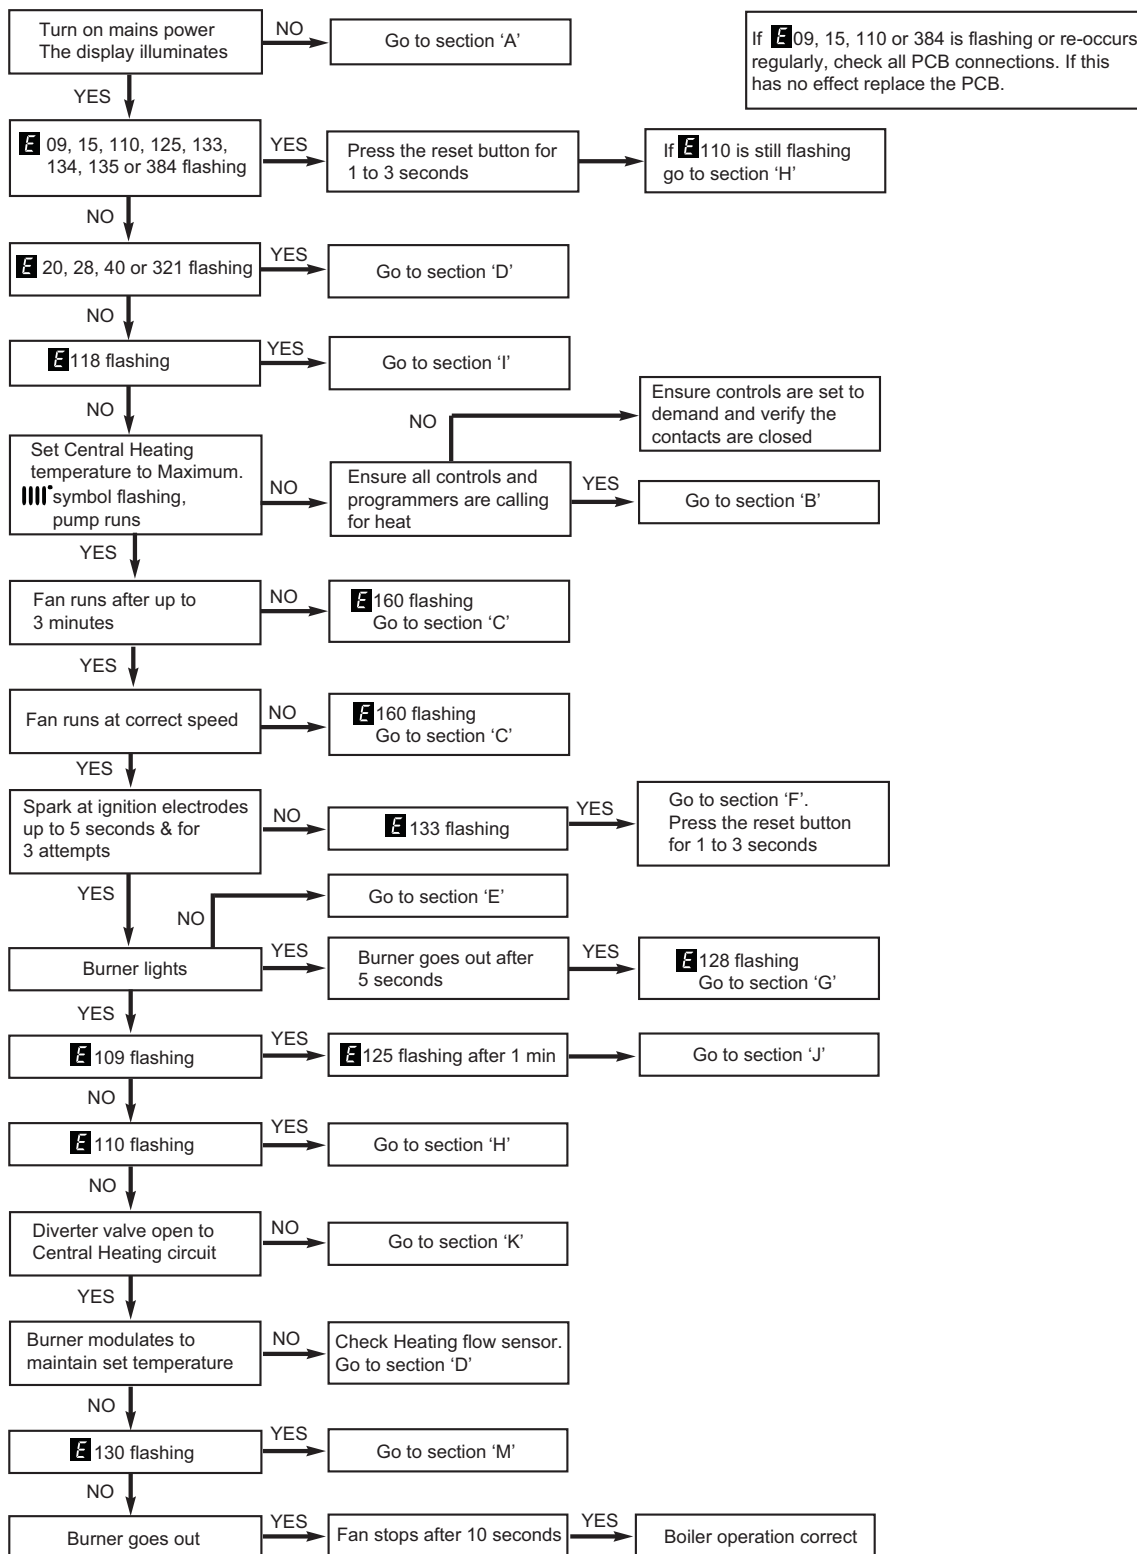 Turn on mains power
The display illuminates
NO
Go to section ‘A’
If E 09, 15, 110 or 384 is flashing or re-occurs
regularly, check all PCB connections. If this
has no effect replace the PCB.
YES
E 09, 15, 110, 125, 133,
134, 135 or 384 flashing
YES
Press the reset button for
1 to 3 seconds
If E 110 is still flashing
go to section ‘H’
NO
E 20, 28, 40 or 321 flashing
YES
Go to section ‘D’
NO
E 118 flashing
YES
Go to section ‘I’
NO
Set Central Heating
temperature to Maximum.
symbol flashing,
pump runs
NO
Ensure all controls and
programmers are calling
for heat
NO
Ensure controls are set to
demand and verify the
contacts are closed
YES
Go to section ‘B’
YES
Fan runs after up to
3 minutes
NO
E 160 flashing
Go to section ‘C’
YES
Fan runs at correct speed
NO
E 160 flashing
Go to section ‘C’
YES
Spark at ignition electrodes
up to 5 seconds & for
3 attempts
NO
E 133 flashing
YES
Go to section ‘F’.
Press the reset button
for 1 to 3 seconds
YES
NO
Go to section ‘E’
Burner lights
YES
Burner goes out after
5 seconds
YES
E 128 flashing
Go to section ‘G’
YES
E 109 flashing
YES
E 125 flashing after 1 min
Go to section ‘J’
NO
E 110 flashing
YES
Go to section ‘H’
NO
Diverter valve open to
Central Heating circuit
NO
Go to section ‘K’
YES
Burner modulates to
maintain set temperature
NO
Check Heating flow sensor.
Go to section ‘D’
NO
E 130 flashing
YES
Go to section ‘M’
NO
Burner goes out
YES
Fan stops after 10 seconds
YES
Boiler operation correct